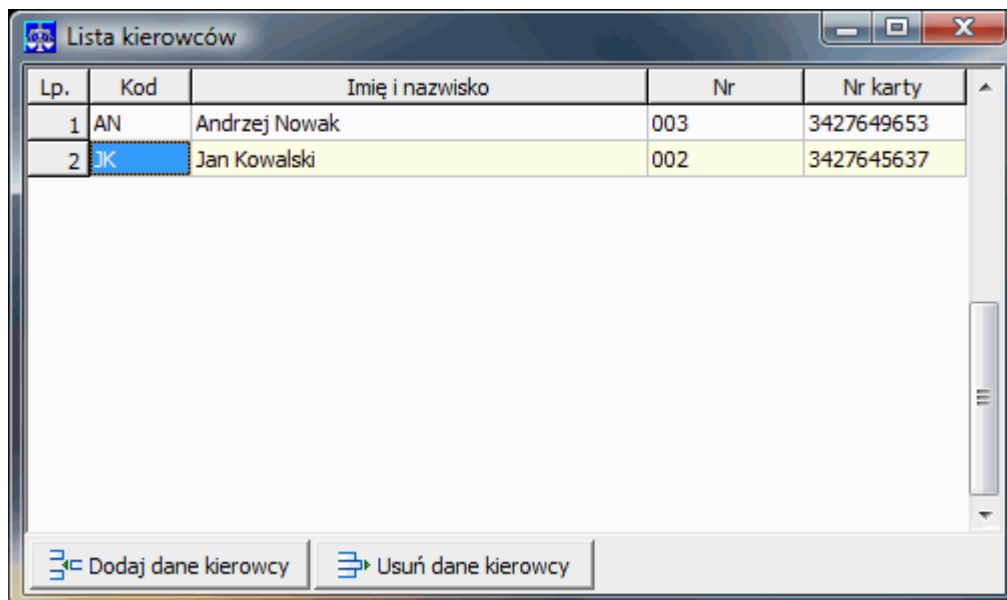 Lista kierowców
Lp. Kod Imię i nazwisko Nr Nr karty
1 AN Andrzej Nowak 003 3427649653
2 JK Jan Kowalski 002 3427645637
Dodaj dane kierowcy Usuń dane kierowcy